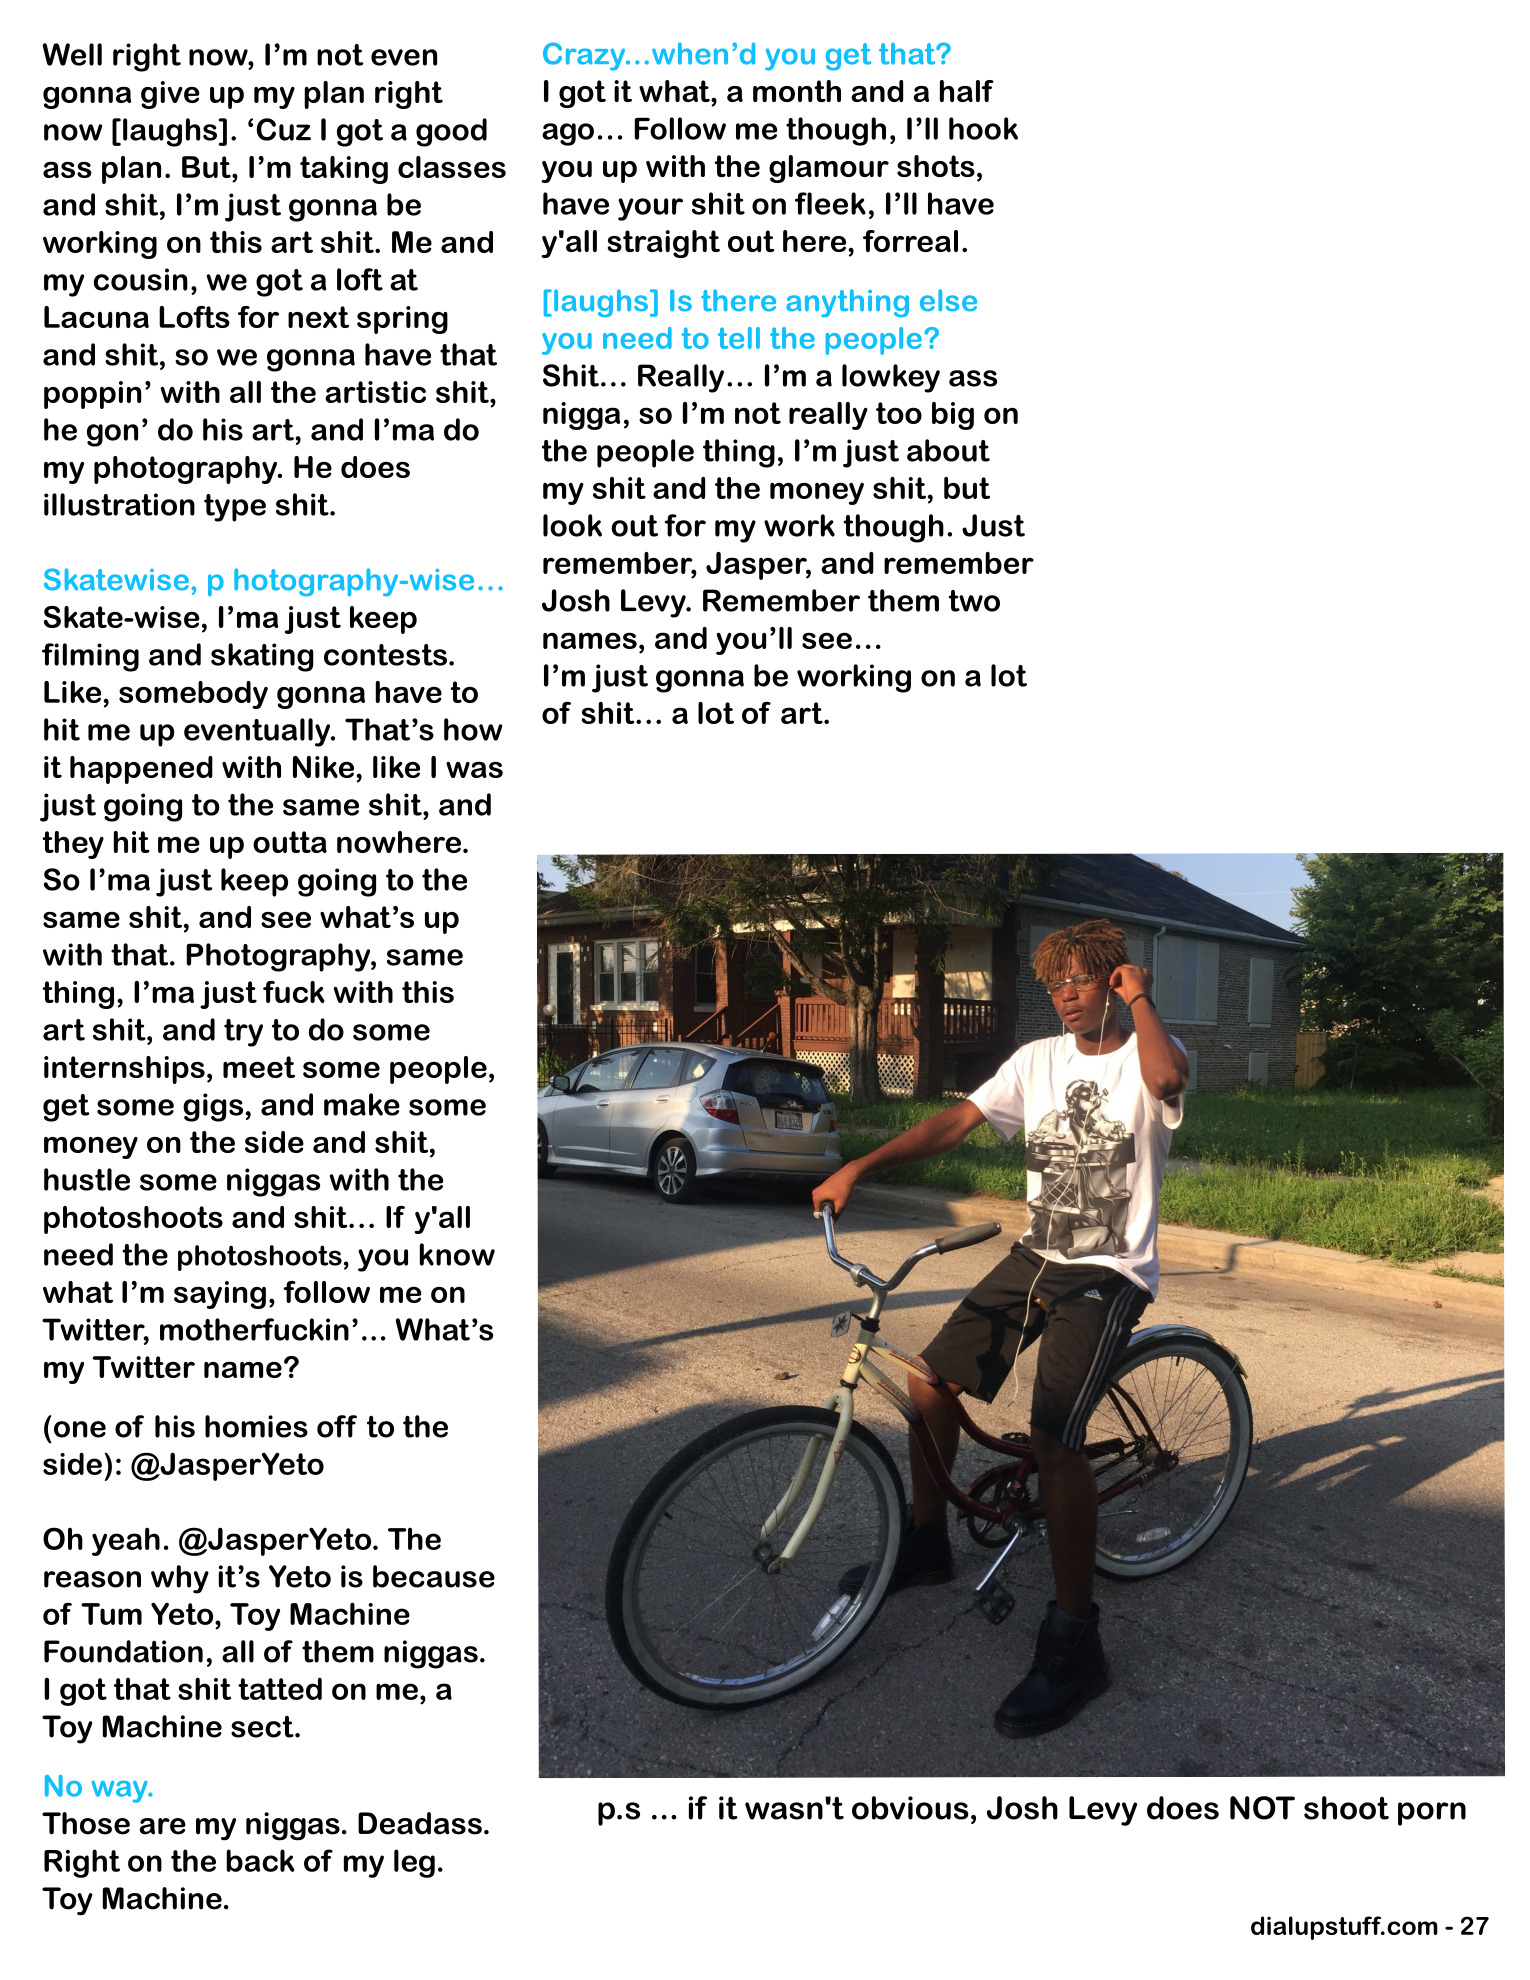 Well right now, I’m not even
gonna give up my plan right
now [laughs]. ‘Cuz I got a good
ass plan. But, I’m taking classes
and shit, I’m just gonna be
working on this art shit. Me and
my cousin, we got a loft at
Lacuna Lofts for next spring
and shit, so we gonna have that
poppin’ with all the artistic shit,
he gon’ do his art, and I’ma do
my photography. He does
illustration type shit.
Skatewise, p hotography-wise…
Skate-wise, I’ma just keep
filming and skating contests.
Like, somebody gonna have to
hit me up eventually. That’s how
it happened with Nike, like I was
just going to the same shit, and
they hit me up outta nowhere.
So I’ma just keep going to the
same shit, and see what’s up
with that. Photography, same
thing, I’ma just fuck with this
art shit, and try to do some
internships, meet some people,
get some gigs, and make some
money on the side and shit,
hustle some niggas with the
photoshoots and shit… If y'all
need the photoshoots, you know
what I’m saying, follow me on
Twitter, motherfuckin’… What’s
my Twitter name?
(one of his homies off to the
side): @JasperYeto
Oh yeah. @JasperYeto. The
reason why it’s Yeto is because
of Tum Yeto, Toy Machine
Foundation, all of them niggas.
I got that shit tatted on me, a
Toy Machine sect.
No way.
Those are my niggas. Deadass.
Right on the back of my leg.
Toy Machine.
Crazy…when’d you get that?
I got it what, a month and a half
ago… Follow me though, I’ll hook
you up with the glamour shots,
have your shit on fleek, I’ll have
y'all straight out here, forreal.
[laughs] Is there anything else
you need to tell the people?
Shit… Really… I’m a lowkey ass
nigga, so I’m not really too big on
the people thing, I’m just about
my shit and the money shit, but
look out for my work though. Just
remember, Jasper, and remember
Josh Levy. Remember them two
names, and you’ll see…
I’m just gonna be working on a lot
of shit… a lot of art.
p.s ... if it wasn't obvious, Josh Levy does NOT shoot porn
dialupstuff.com - 27